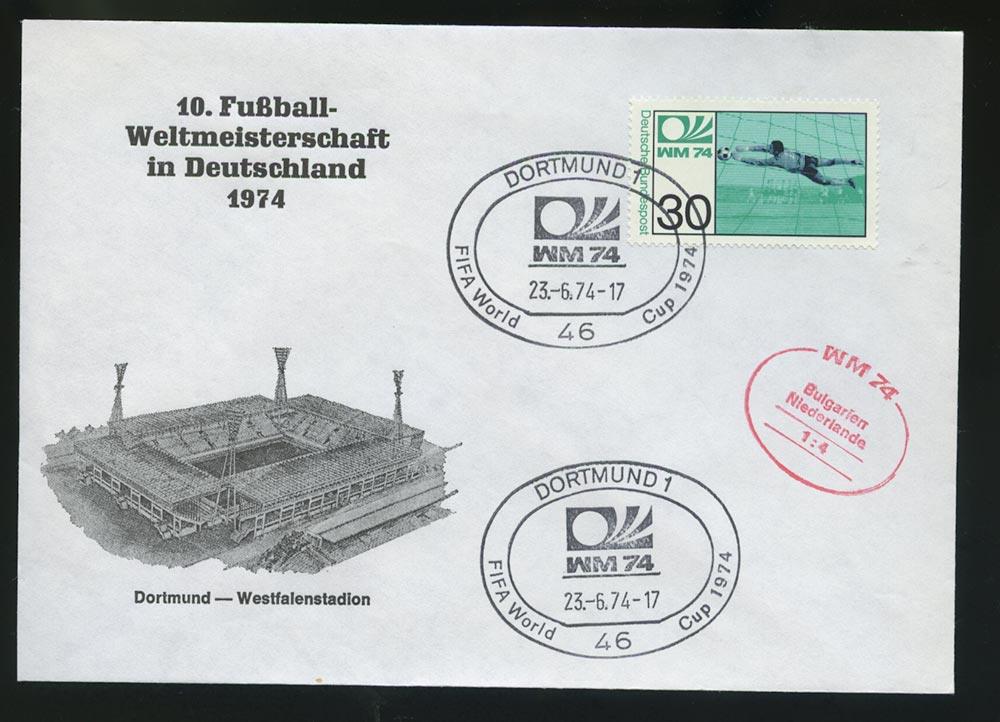 10. Fußball-
Weltmeisterschaft
in Deutschland
1974
Deutsche Bundespost
WM 74
30
DORTMUND 1
WM 74
23.-6.74-17
FIFA World Cup 1974
46
WM 74
Bulgarien
Niederlande
1:4
DORTMUND 1
WM 74
23.-6.74-17
FIFA World Cup 1974
46
Dortmund — Westfalenstadion